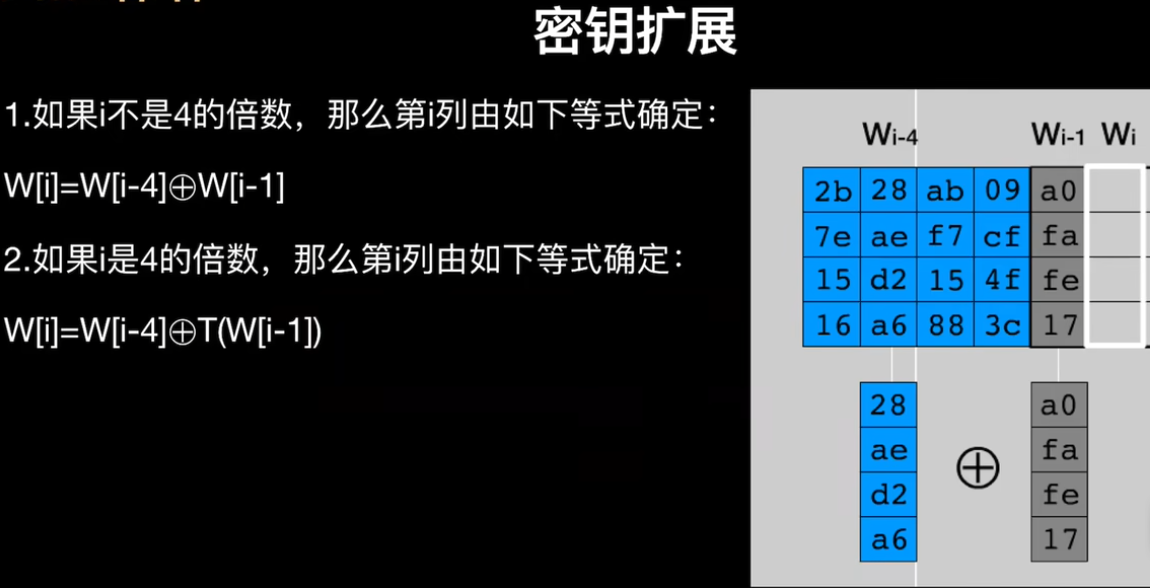 密钥扩展
1.如果i不是4的倍数，那么第i列由如下等式确定：
W[i]=W[i-4]⊕W[i-1]
2.如果i是4的倍数，那么第i列由如下等式确定：
W[i]=W[i-4]⊕T(W[i-1])
Wi-4 Wi-1 Wi
2b 28 ab 09 a0
7e ae f7 cf fa
15 d2 15 4f fe
16 a6 88 3c 17
28 a0
ae fa
⊕
d2 fe
a6 17